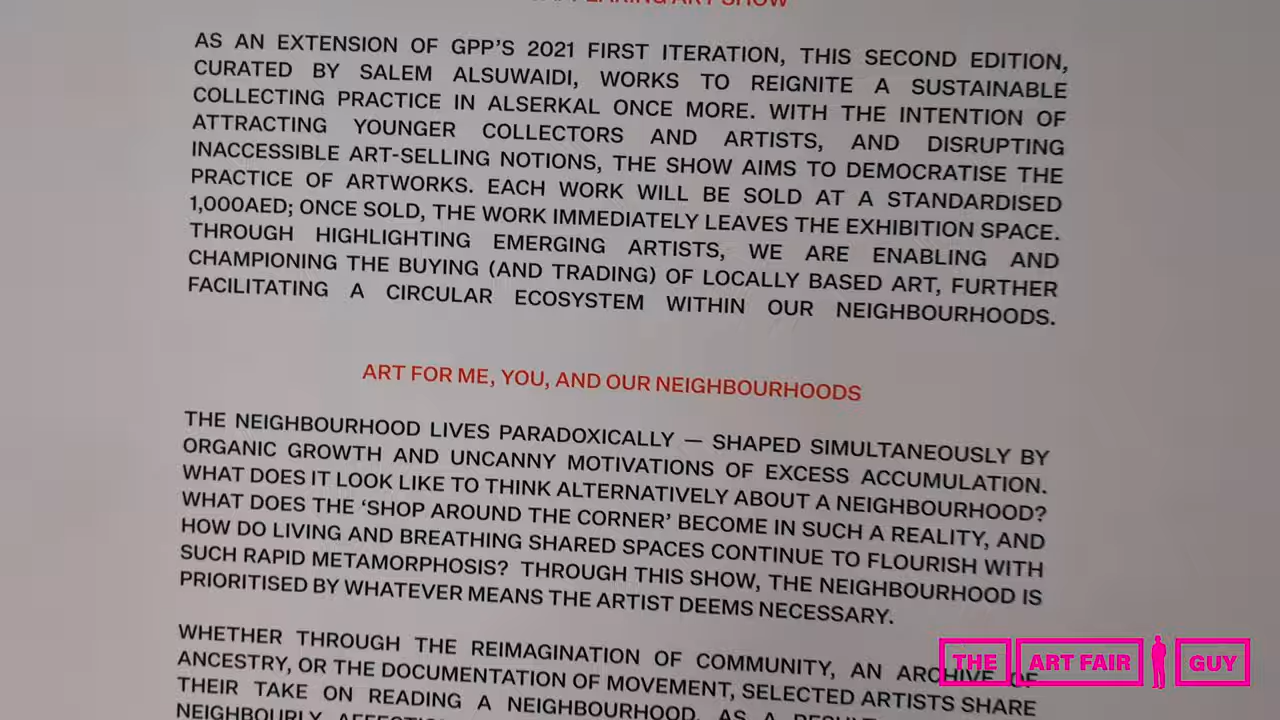 ART SHOW
AS AN EXTENSION OF GPP'S 2021 FIRST ITERATION, THIS SECOND EDITION,
CURATED BY SALEM ALSUWAIDI, WORKS TO REIGNITE A SUSTAINABLE
COLLECTING PRACTICE IN ALSERKAL ONCE MORE. WITH THE INTENTION OF
ATTRACTING YOUNGER COLLECTORS AND ARTISTS, AND DISRUPTING
INACCESSIBLE ART-SELLING NOTIONS, THE SHOW AIMS TO DEMOCRATISE THE
PRACTICE OF ARTWORKS. EACH WORK WILL BE SOLD AT A STANDARDISED
1,000AED; ONCE SOLD, THE WORK IMMEDIATELY LEAVES THE EXHIBITION SPACE.
THROUGH HIGHLIGHTING EMERGING ARTISTS, WE ARE ENABLING AND
CHAMPIONING THE BUYING (AND TRADING) OF LOCALLY BASED ART, FURTHER
FACILITATING A CIRCULAR ECOSYSTEM WITHIN OUR NEIGHBOURHOODS.
ART FOR ME, YOU, AND OUR NEIGHBOURHOODS
THE NEIGHBOURHOOD LIVES PARADOXICALLY — SHAPED SIMULTANEOUSLY BY
ORGANIC GROWTH AND UNCANNY MOTIVATIONS OF EXCESS ACCUMULATION.
WHAT DOES IT LOOK LIKE TO THINK ALTERNATIVELY ABOUT A NEIGHBOURHOOD?
WHAT DOES THE 'SHOP AROUND THE CORNER' BECOME IN SUCH A REALITY, AND
HOW DO LIVING AND BREATHING SHARED SPACES CONTINUE TO FLOURISH WITH
SUCH RAPID METAMORPHOSIS? THROUGH THIS SHOW, THE NEIGHBOURHOOD IS
PRIORITISED BY WHATEVER MEANS THE ARTIST DEEMS NECESSARY.
WHETHER THROUGH THE REIMAGINATION OF COMMUNITY, AN ARCHIVE OF
ANCESTRY, OR THE DOCUMENTATION OF MOVEMENT, SELECTED ARTISTS SHARE
THEIR TAKE ON READING A NEIGHBOURHOOD. AS A
NEIGHBOURLY
THE ART FAIR GUY